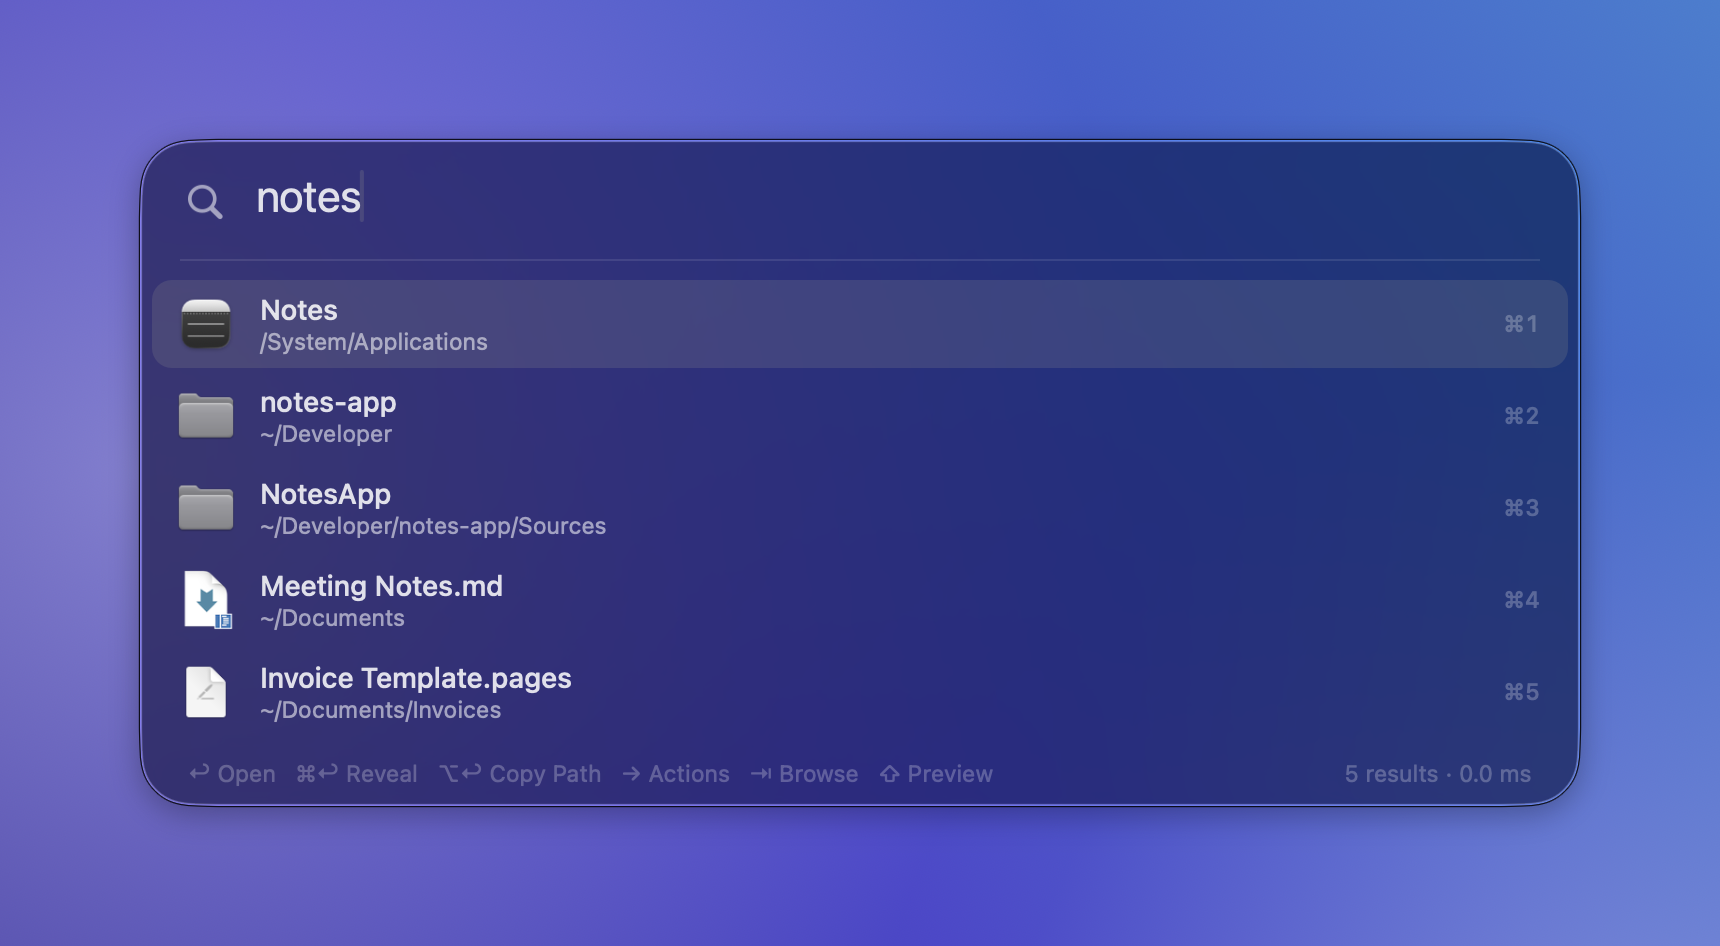 notes
Notes
/System/Applications
⌘1
notes-app
~/Developer
⌘2
NotesApp
~/Developer/notes-app/Sources
⌘3
Meeting Notes.md
~/Documents
⌘4
Invoice Template.pages
~/Documents/Invoices
⌘5
↩ Open ⌘↩ Reveal ⌥↩ Copy Path → Actions ⇥ Browse ⇧ Preview 5 results · 0.0 ms